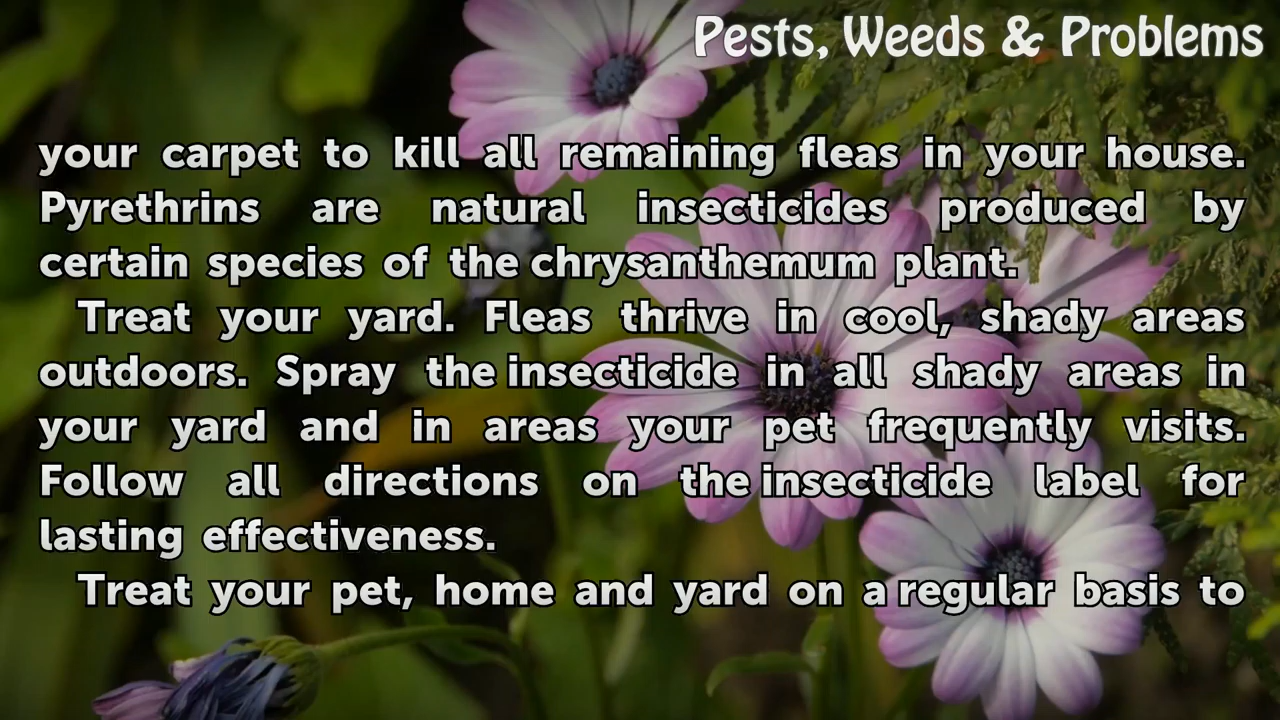 Pests, Weeds & Problems
your carpet to kill all remaining fleas in your house.
Pyrethrins are natural insecticides produced by
certain species of the chrysanthemum plant.
Treat your yard. Fleas thrive in cool, shady areas
outdoors. Spray the insecticide in all shady areas in
your yard and in areas your pet frequently visits.
Follow all directions on the insecticide label for
lasting effectiveness.
Treat your pet, home and yard on a regular basis to